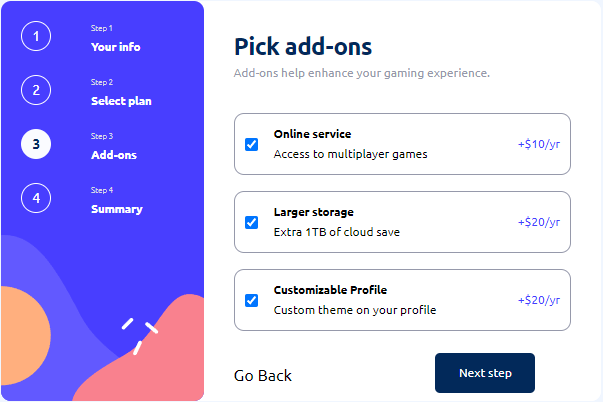 1
Step 1
Your info
2
Step 2
Select plan
3
Step 3
Add-ons
4
Step 4
Summary
Pick add-ons
Add-ons help enhance your gaming experience.
Online service
Access to multiplayer games
+$10/yr
Larger storage
Extra 1TB of cloud save
+$20/yr
Customizable Profile
Custom theme on your profile
+$20/yr
Go Back
Next step